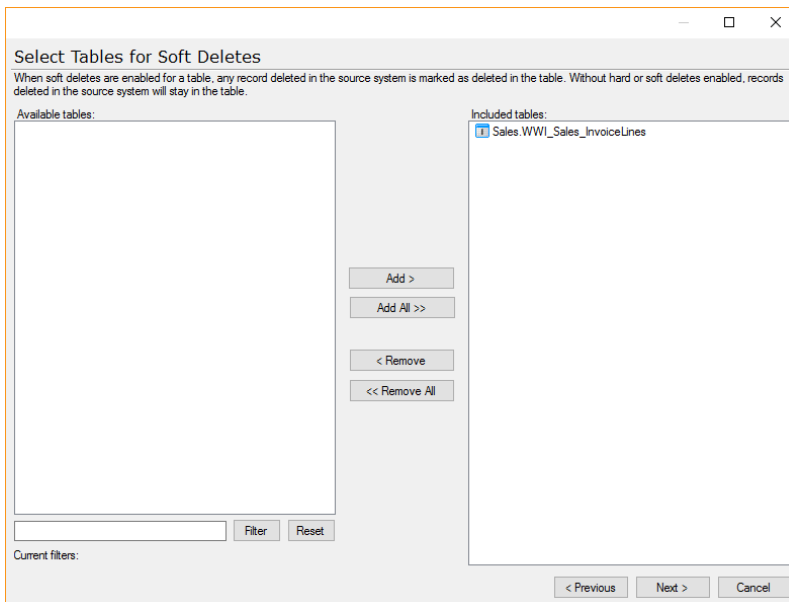 Select Tables for Soft Deletes
When soft deletes are enabled for a table, any record deleted in the source system is marked as deleted in the table. Without hard or soft deletes enabled, records
deleted in the source system will stay in the table.
Available tables:
Included tables:
Sales.WWI_Sales_InvoiceLines
Add >
Add All >>
< Remove
<< Remove All
Filter
Reset
Current filters:
< Previous
Next >
Cancel